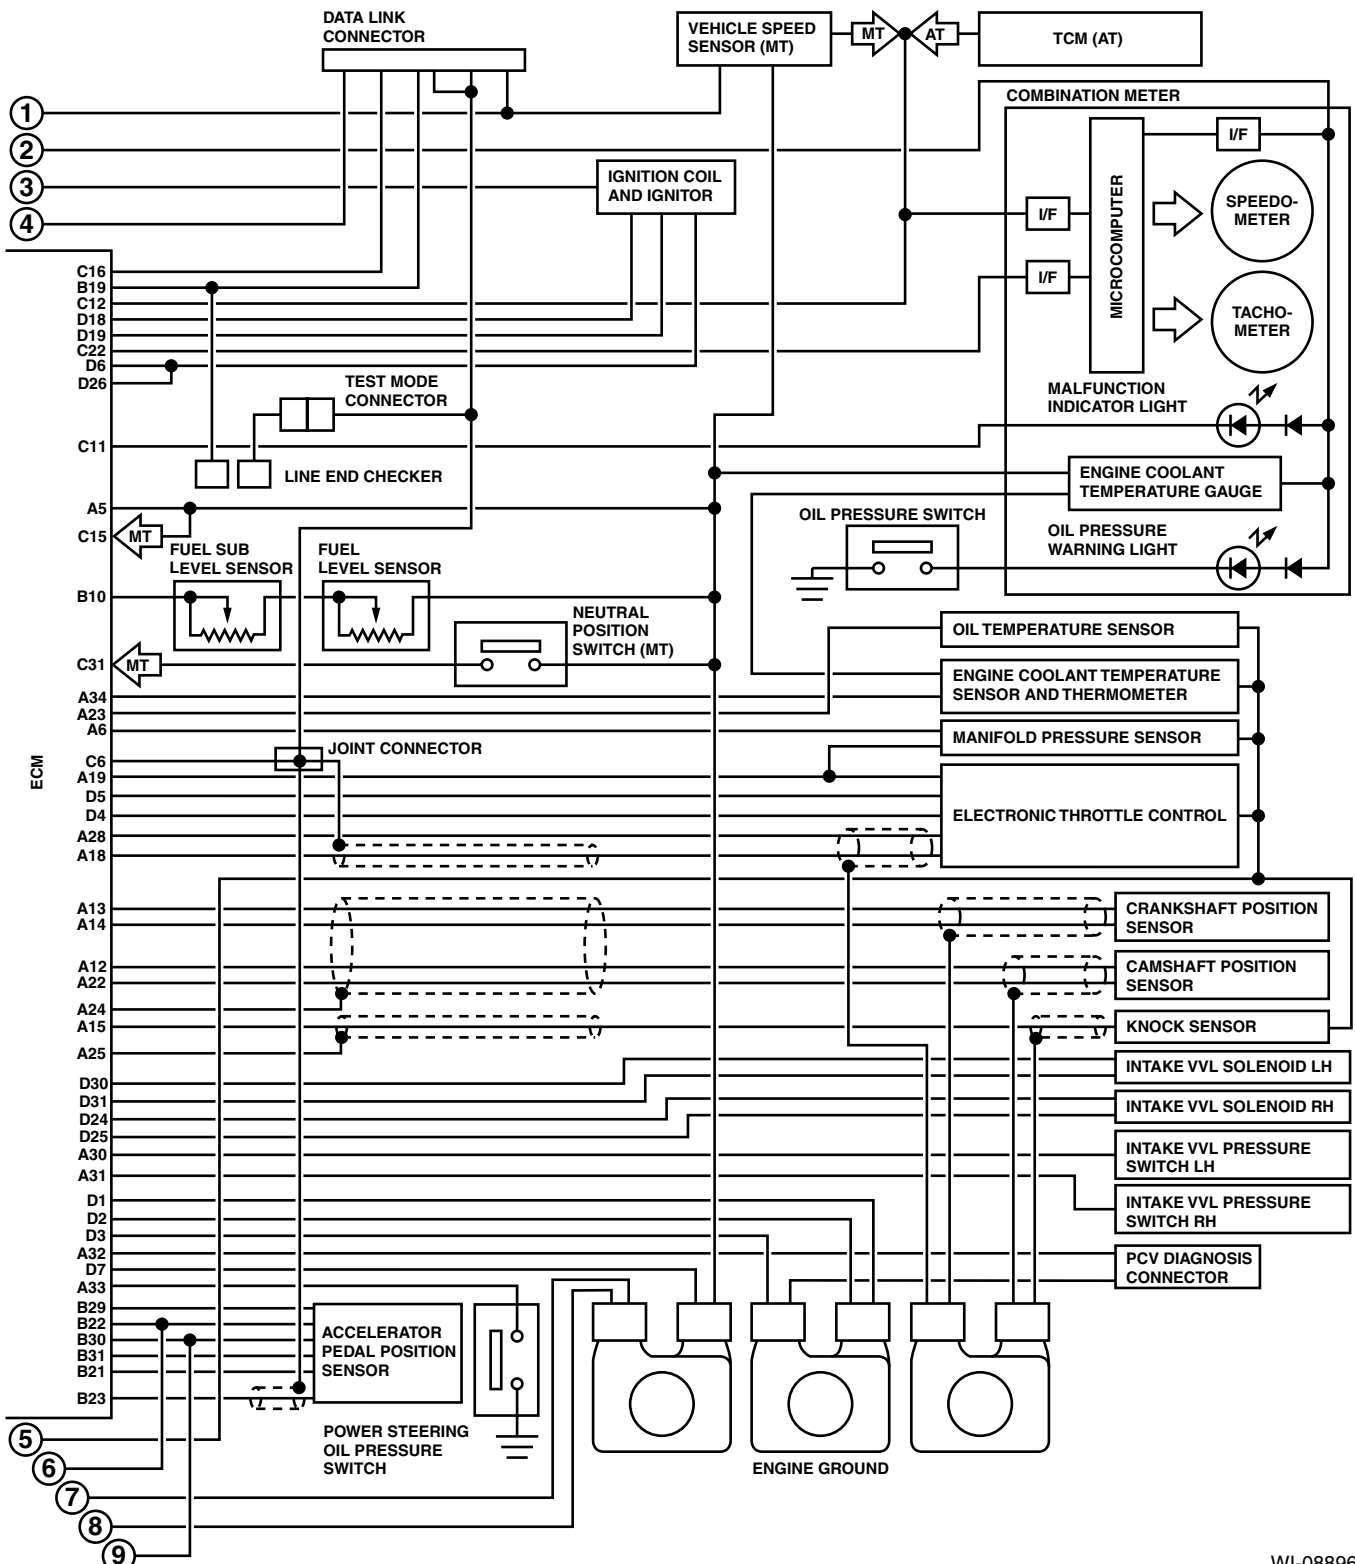 DATA LINK
CONNECTOR
VEHICLE SPEED
SENSOR (MT)
MT
AT
TCM (AT)
COMBINATION METER
1
2
3
4
IGNITION COIL
AND IGNITOR
I/F
I/F
I/F
MICROCOMPUTER
SPEEDO-
METER
TACHO-
METER
C16
B19
C12
D18
D19
C22
D6
D26
TEST MODE
CONNECTOR
MALFUNCTION
INDICATOR LIGHT
C11
LINE END CHECKER
ENGINE COOLANT
TEMPERATURE GAUGE
A5
C15
MT
OIL PRESSURE SWITCH
OIL PRESSURE
WARNING LIGHT
FUEL SUB
LEVEL SENSOR
FUEL
LEVEL SENSOR
B10
NEUTRAL
POSITION
SWITCH (MT)
OIL TEMPERATURE SENSOR
C31
MT
ENGINE COOLANT TEMPERATURE
SENSOR AND THERMOMETER
A34
A23
A6
MANIFOLD PRESSURE SENSOR
JOINT CONNECTOR
ECM
C6
A19
D5
D4
A28
A18
ELECTRONIC THROTTLE CONTROL
A13
A14
CRANKSHAFT POSITION
SENSOR
A12
A22
CAMSHAFT POSITION
SENSOR
A24
A15
A25
KNOCK SENSOR
D30
D31
D24
D25
A30
A31
INTAKE VVL SOLENOID LH
INTAKE VVL SOLENOID RH
INTAKE VVL PRESSURE
SWITCH LH
INTAKE VVL PRESSURE
SWITCH RH
D1
D2
D3
A32
D7
A33
PCV DIAGNOSIS
CONNECTOR
B29
B22
B30
B31
B21
B23
ACCELERATOR
PEDAL POSITION
SENSOR
POWER STEERING
OIL PRESSURE
SWITCH
ENGINE GROUND
5
6
7
8
9
WI-08896